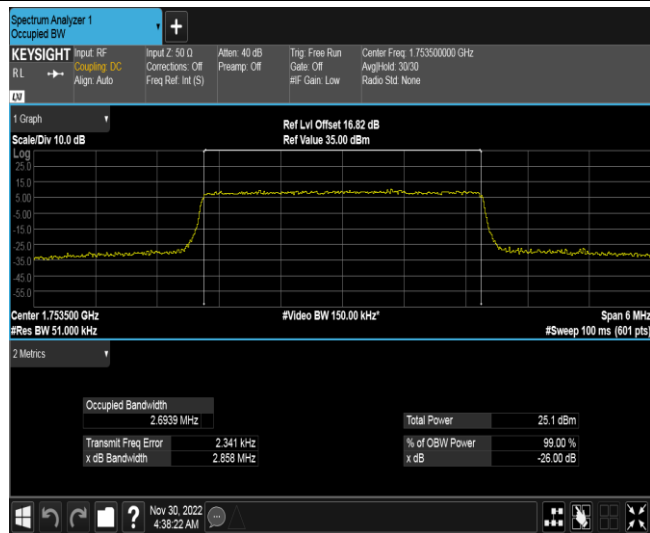 Spectrum Analyzer 1
Occupied BW
+
KEYSIGHT Input: RF Input Z: 50 Ω Atten: 40 dB Trig: Free Run Center Freq: 1.753500000 GHz
RL Coupling: DC Corrections: Off Preamp: Off Gate: Off Avg|Hold: 30/30
Align: Auto Freq Ref: Int (S) #IF Gain: Low Radio Std: None
LXI
1 Graph
Ref Lvl Offset 16.82 dB
Scale/Div 10.0 dB Ref Value 35.00 dBm
Log
25.0
15.0
5.00
-5.00
-15.0
-25.0
-35.0
-45.0
-55.0
Center 1.753500 GHz #Video BW 150.00 kHz* Span 6 MHz
#Res BW 51.000 kHz #Sweep 100 ms (601 pts)
2 Metrics
Occupied Bandwidth
2.6939 MHz Total Power 25.1 dBm
Transmit Freq Error 2.341 kHz % of OBW Power 99.00 %
x dB Bandwidth 2.858 MHz x dB -26.00 dB
? Nov 30, 2022
4:38:22 AM